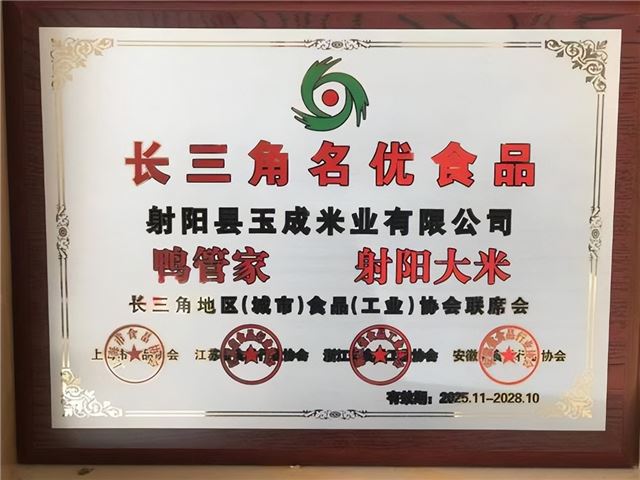 长三角名优食品
射阳县玉成米业有限公司
鸭管家 射阳大米
长三角地区(城市)食品(工业)协会联席会
上海市食品协会 江苏省食品行业协会 浙江省食品工业协会 安徽省食品行业协会
有效期：2025.11-2028.10